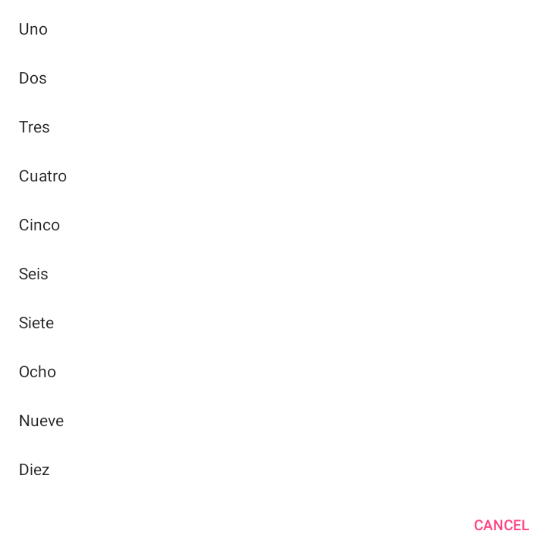 Uno
Dos
Tres
Cuatro
Cinco
Seis
Siete
Ocho
Nueve
Diez
CANCEL